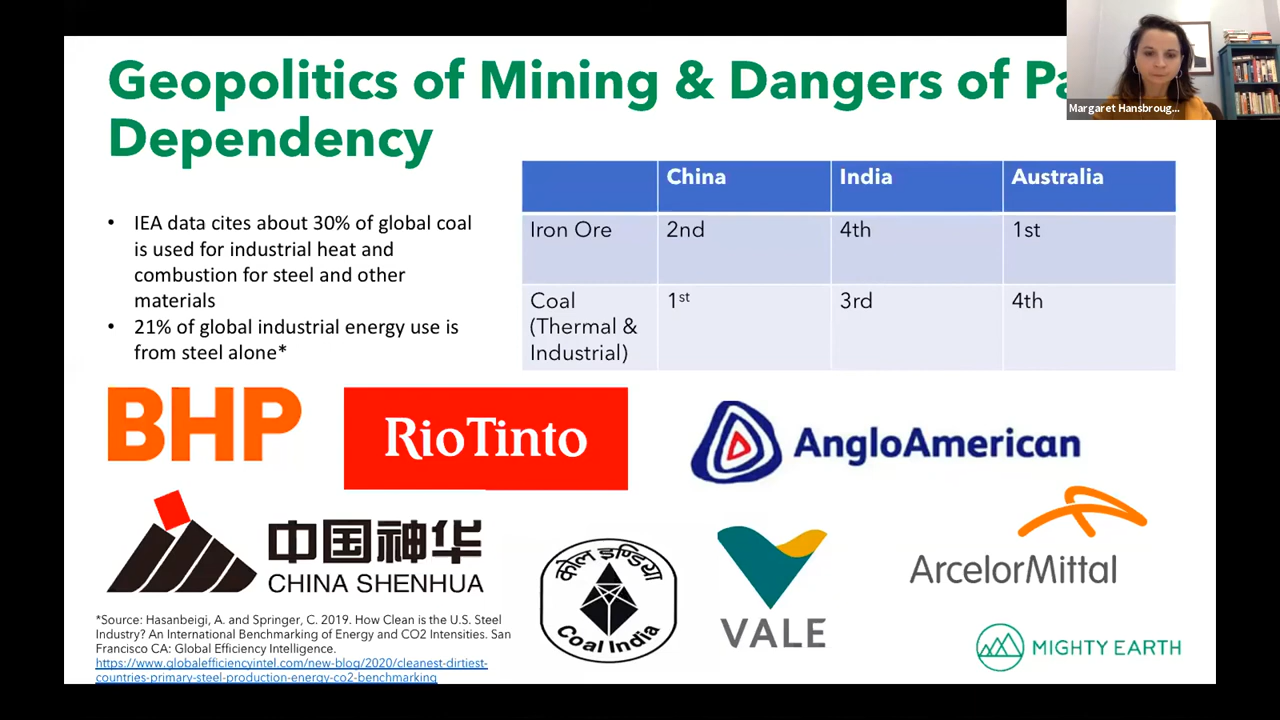 Geopolitics of Mining & Dangers of Pa
Dependency
Margaret Hansbroug...
China India Australia
Iron Ore 2nd 4th 1st
Coal 1st 3rd 4th
(Thermal &
Industrial)
• IEA data cites about 30% of global coal
is used for industrial heat and
combustion for steel and other
materials
• 21% of global industrial energy use is
from steel alone*
BHP
RioTinto
AngloAmerican
中国神华
CHINA SHENHUA
कोल इण्डिया
Coal India
VALE
ArcelorMittal
MIGHTY EARTH
*Source: Hasanbeigi, A. and Springer, C. 2019. How Clean is the U.S. Steel
Industry? An International Benchmarking of Energy and CO2 Intensities. San
Francisco CA: Global Efficiency Intelligence.
https://www.globalefficiencyintel.com/new-blog/2020/cleanest-dirtiest-
countries-primary-steel-production-energy-co2-benchmarking